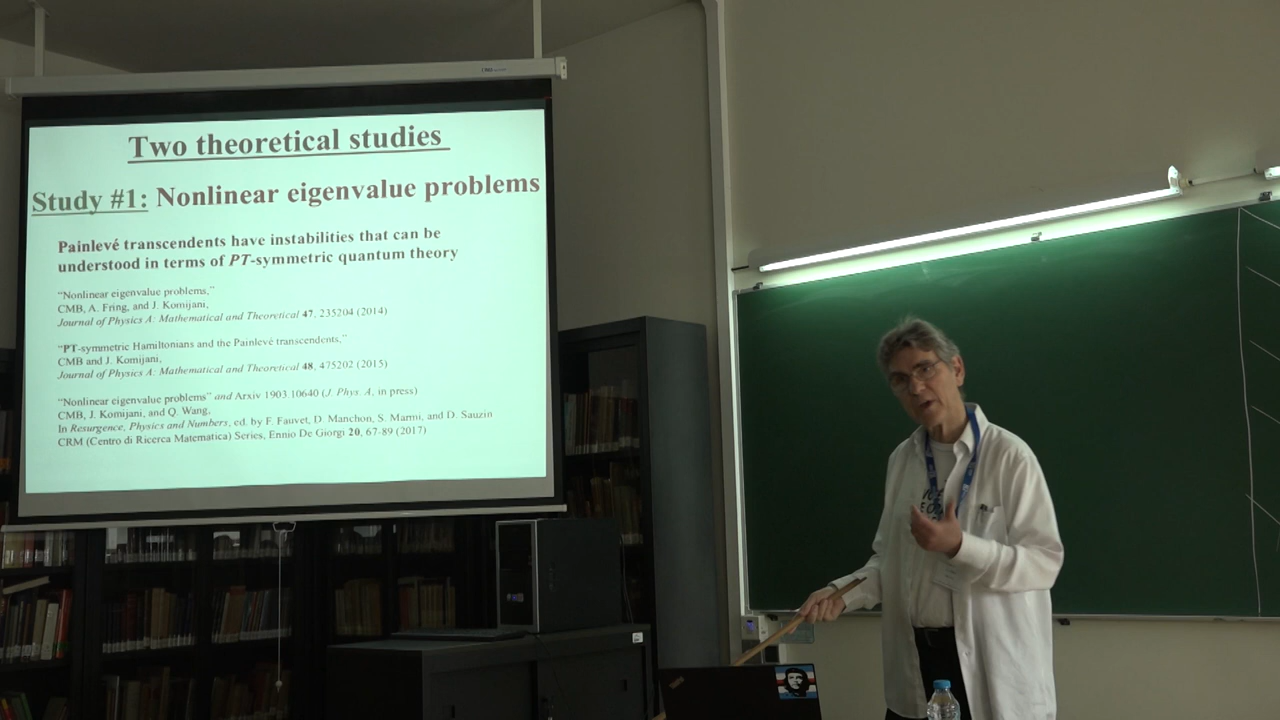 Two theoretical studies
Study #1: Nonlinear eigenvalue problems
Painlevé transcendents have instabilities that can be
understood in terms of PT-symmetric quantum theory
"Nonlinear eigenvalue problems,"
CMB, A. Fring, and J. Komijani,
Journal of Physics A: Mathematical and Theoretical 47, 235204 (2014)
"PT-symmetric Hamiltonians and the Painlevé transcendents,"
CMB and J. Komijani,
Journal of Physics A: Mathematical and Theoretical 48, 475202 (2015)
"Nonlinear eigenvalue problems" and Arxiv 1903.10640 (J. Phys. A, in press)
CMB, J. Komijani, and Q. Wang,
In Resurgence, Physics and Numbers, ed. by F. Fauvet, D. Manchon, S. Marmi, and D. Sauzin
CRM (Centro di Ricerca Matematica) Series, Ennio De Giorgi 20, 67-89 (2017)